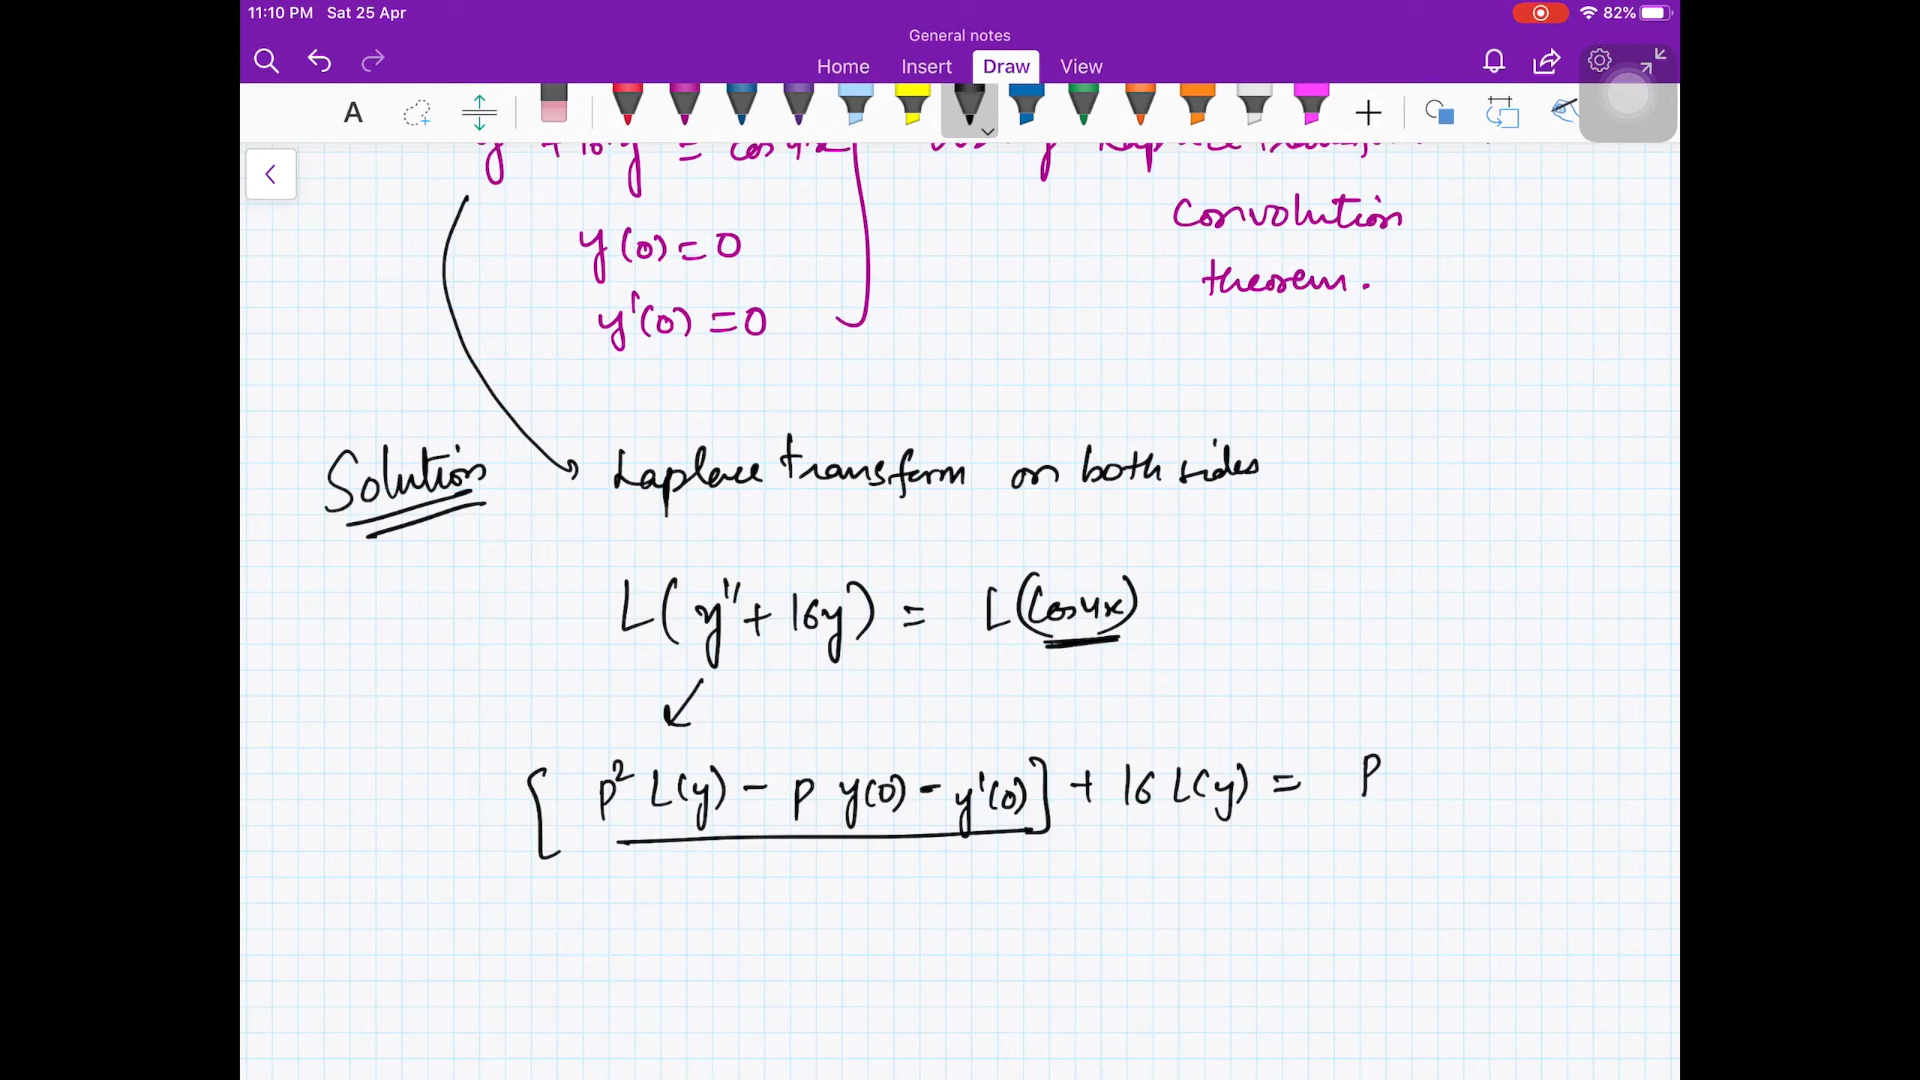 11:10 PM Sat 25 Apr
82%
General notes
Home Insert Draw View
A
y(0) = 0
y'(0) = 0
Convolution
theorem.
Solution
Laplace transform on both sides
L(y'' + 16y) = L(cos4x)
[p² L(y) - p y(0) - y'(0)] + 16 L(y) = p